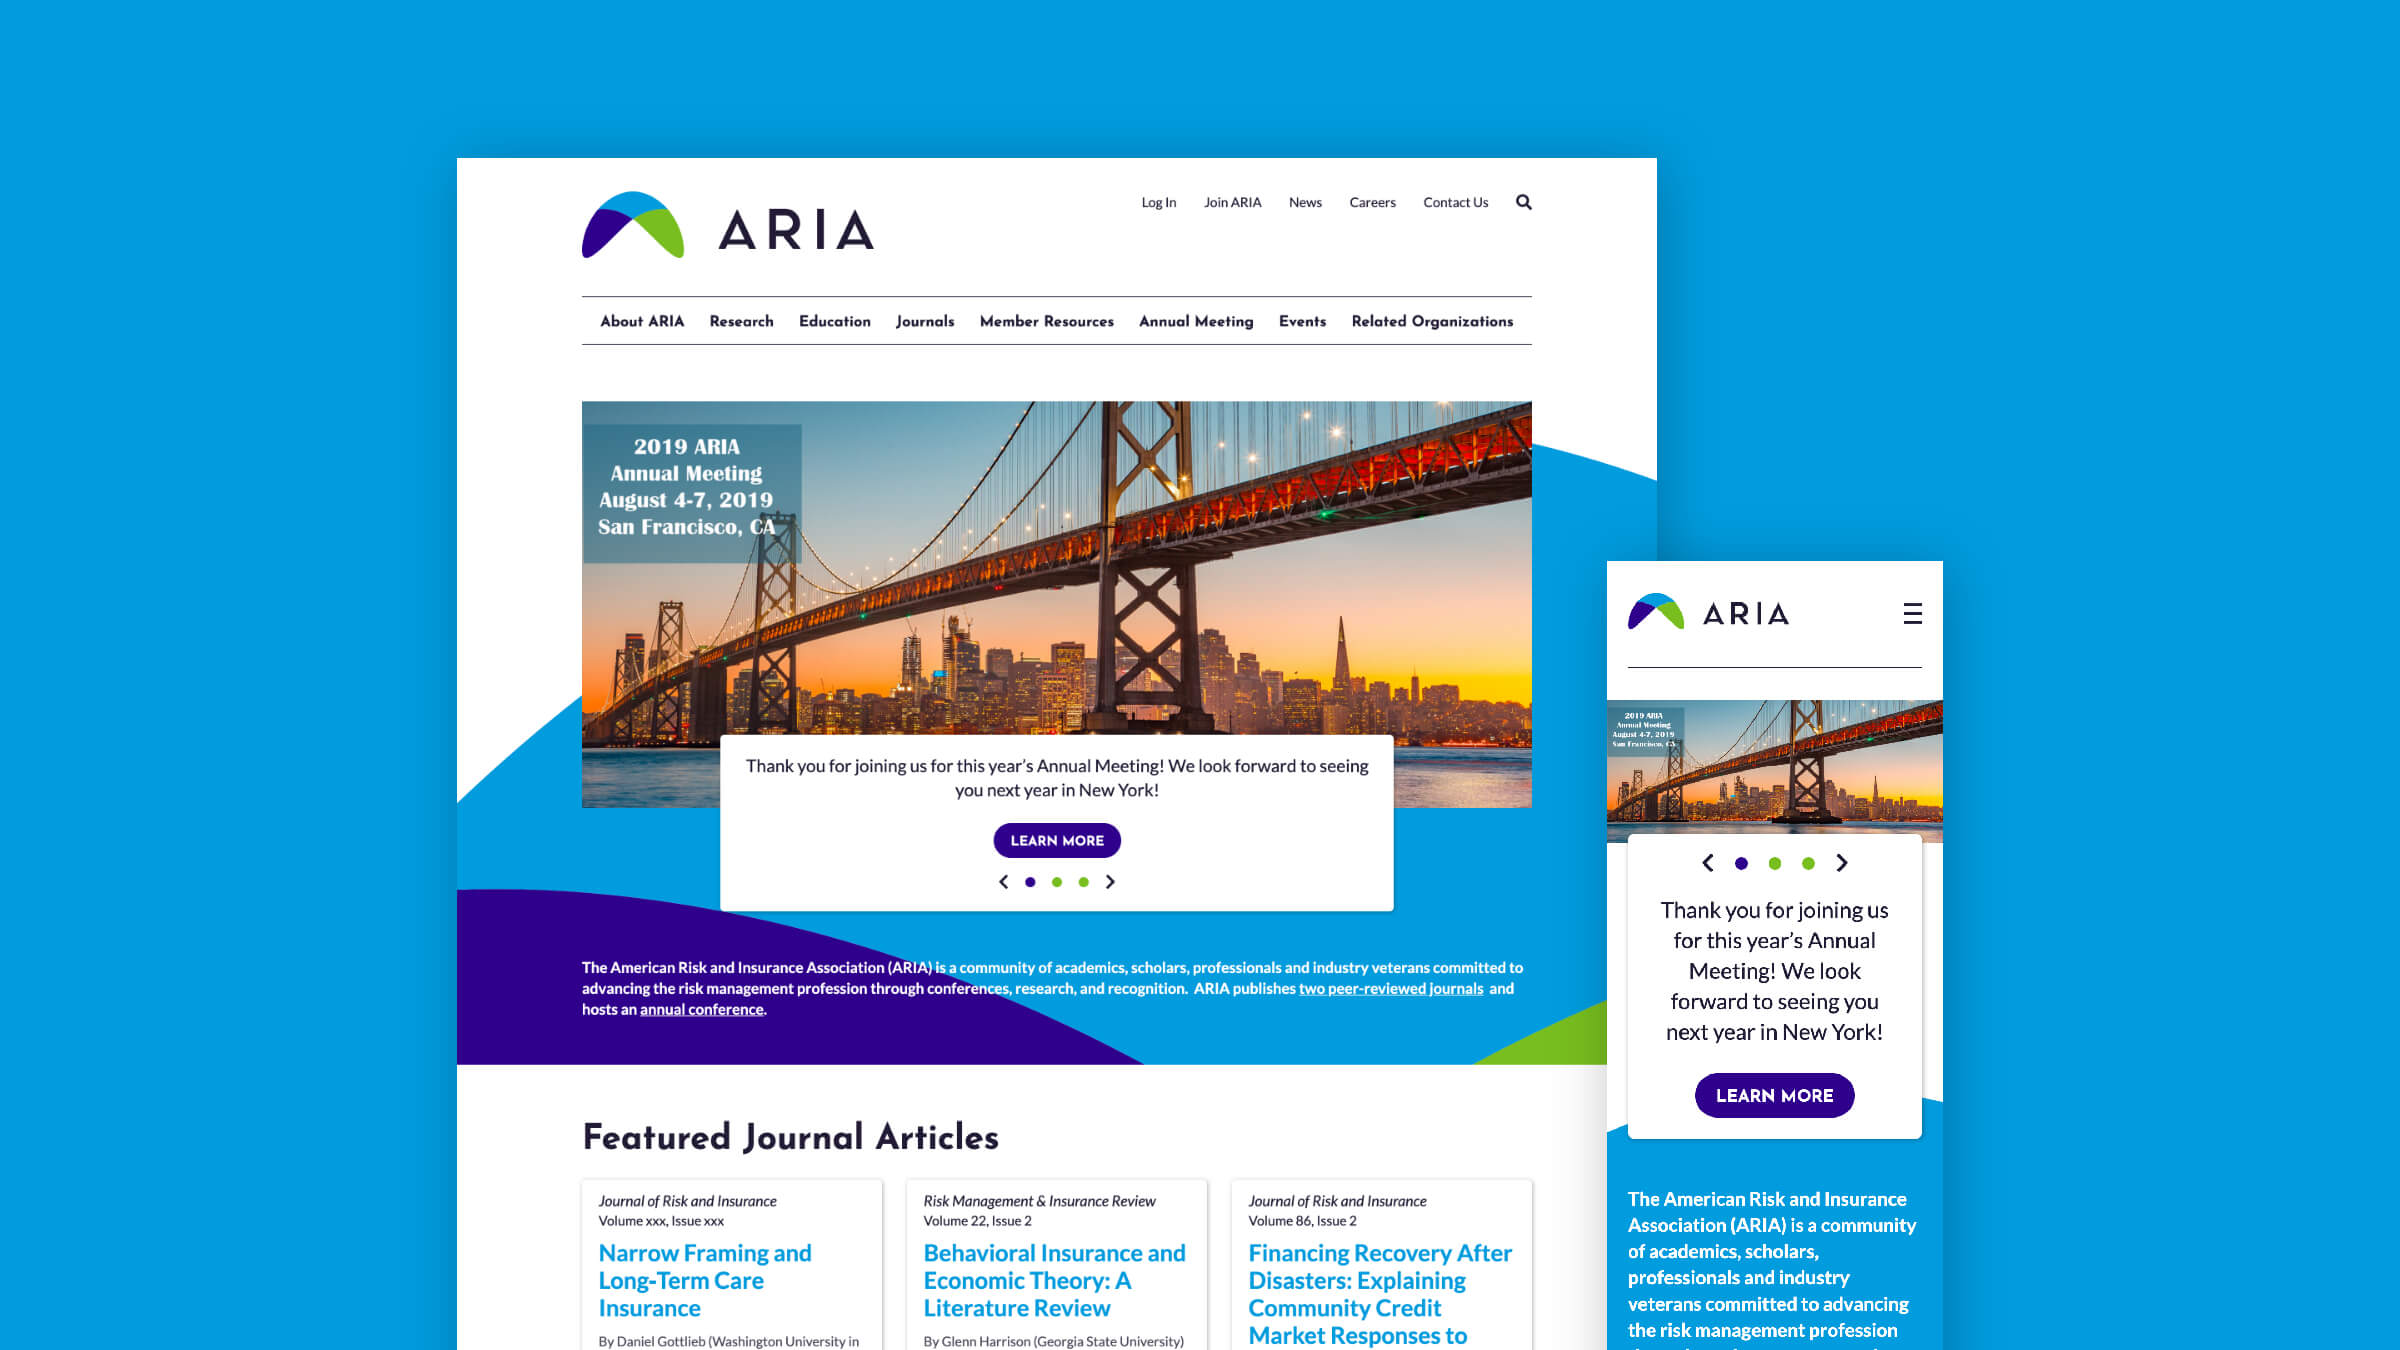 ARIA
Log In Join ARIA News Careers Contact Us
About ARIA Research Education Journals Member Resources Annual Meeting Events Related Organizations
2019 ARIA
Annual Meeting
August 4-7, 2019
San Francisco, CA
Thank you for joining us for this year’s Annual Meeting! We look forward to seeing
you next year in New York!
LEARN MORE
The American Risk and Insurance Association (ARIA) is a community of academics, scholars, professionals and industry veterans committed to
advancing the risk management profession through conferences, research, and recognition. ARIA publishes two peer-reviewed journals and
hosts an annual conference.
Featured Journal Articles
Journal of Risk and Insurance
Volume xxx, Issue xxx
Narrow Framing and
Long-Term Care
Insurance
By Daniel Gottlieb (Washington University in
Risk Management & Insurance Review
Volume 22, Issue 2
Behavioral Insurance and
Economic Theory: A
Literature Review
By Glenn Harrison (Georgia State University)
Journal of Risk and Insurance
Volume 86, Issue 2
Financing Recovery After
Disasters: Explaining
Community Credit
Market Responses to
ARIA
2019 ARIA
Annual Meeting
August 4-7, 2019
San Francisco, CA
Thank you for joining us
for this year’s Annual
Meeting! We look
forward to seeing you
next year in New York!
LEARN MORE
The American Risk and Insurance
Association (ARIA) is a community
of academics, scholars,
professionals and industry
veterans committed to advancing
the risk management profession